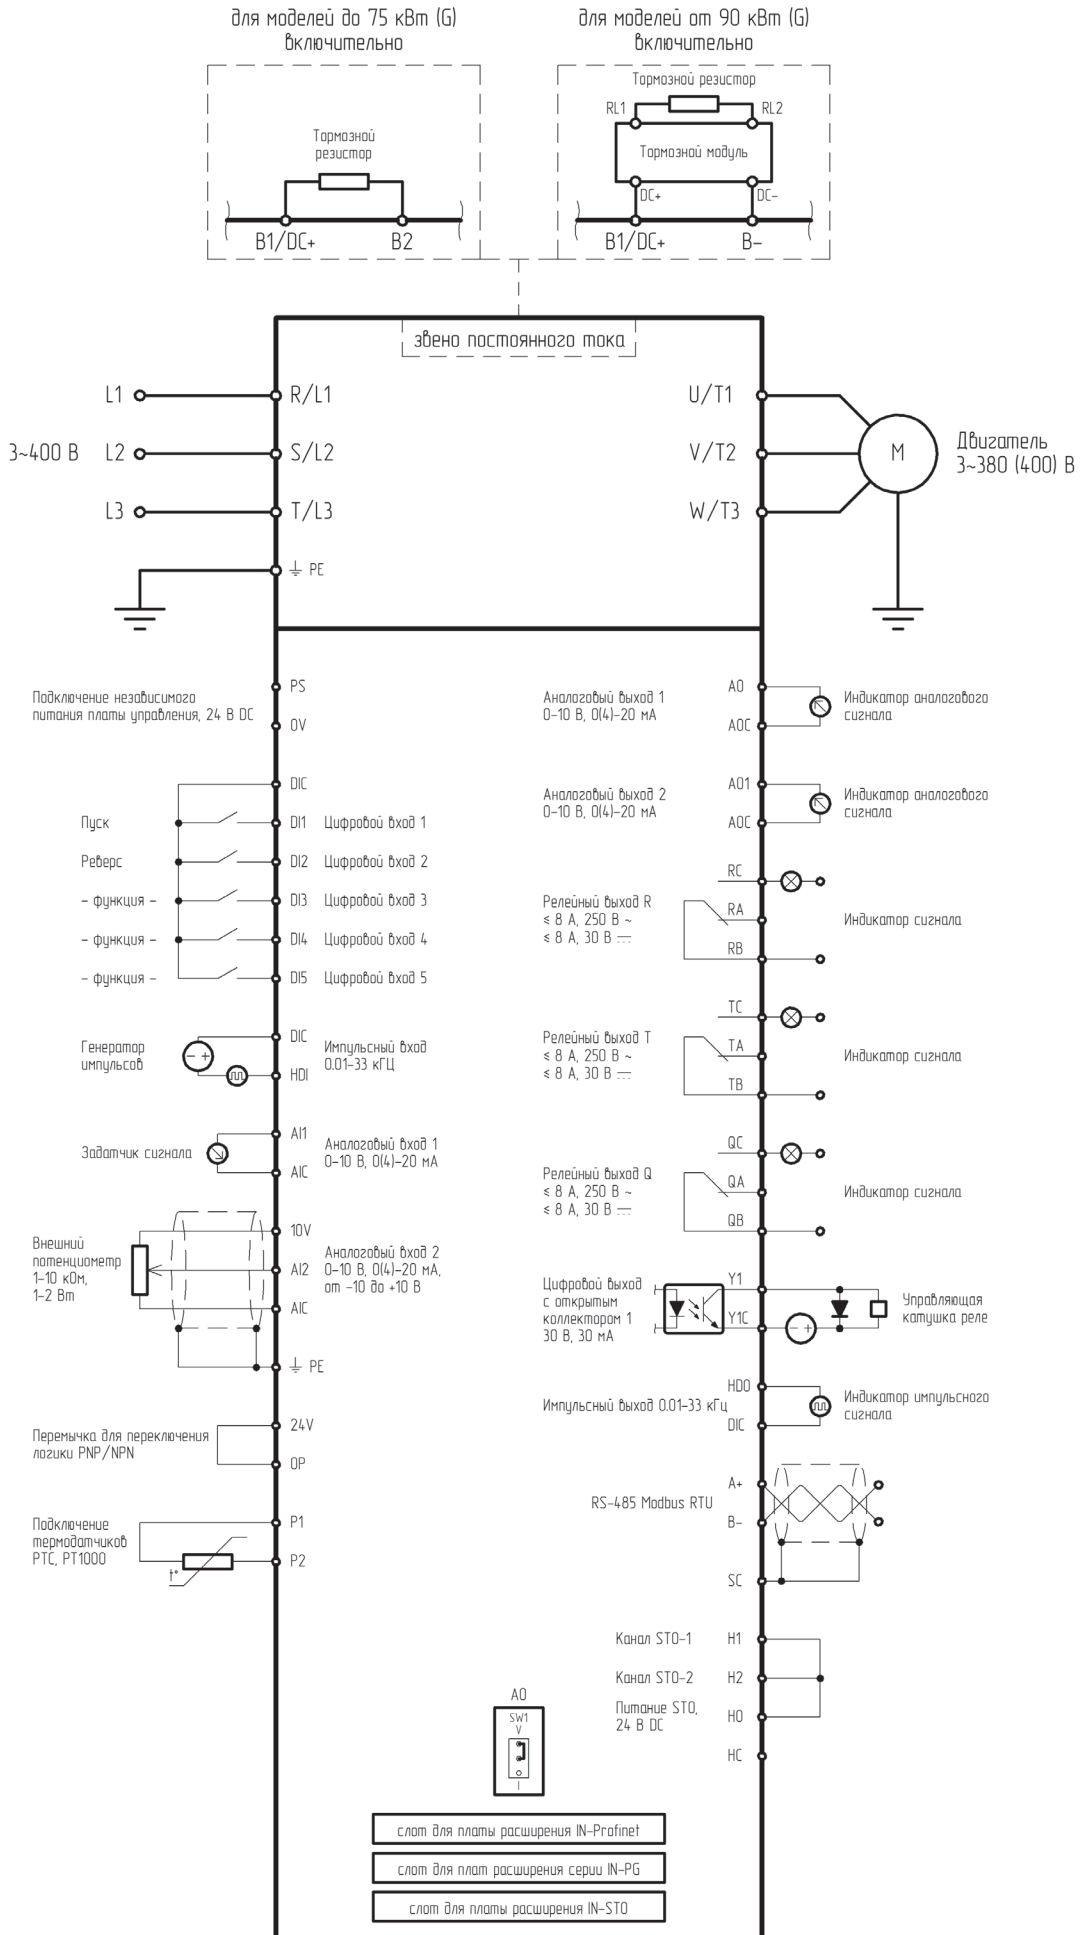 для моделей до 75 кВт (G)
включительно
для моделей от 90 кВт (G)
включительно
Тормозной
резистор
B1/DC+
B2
Тормозной резистор
RL1
RL2
Тормозной модуль
DC+
DC-
B1/DC+
B-
звено постоянного тока
3~400 В
L1
L2
L3
R/L1
S/L2
T/L3
PE
U/T1
V/T2
W/T3
M
Двигатель
3~380 (400) В
Подключение независимого
питания платы управления, 24 В DC
PS
0V
DIC
Пуск
DI1
Цифровой вход 1
Реверс
DI2
Цифровой вход 2
- функция -
DI3
Цифровой вход 3
- функция -
DI4
Цифровой вход 4
- функция -
DI5
Цифровой вход 5
Генератор
импульсов
- +
DIC
HDI
Импульсный вход
0.01-33 кГЦ
Задатчик сигнала
AI1
AIC
Аналоговый вход 1
0-10 В, 0(4)-20 мА
Внешний
потенциометр
1-10 кОм,
1-2 Вт
10V
AI2
AIC
Аналоговый вход 2
0-10 В, 0(4)-20 мА,
от -10 до +10 В
PE
Перемычка для переключения
логики PNP/NPN
24V
OP
Подключение
термодатчиков
PTC, PT1000
t°
P1
P2
Аналоговый выход 1
0-10 В, 0(4)-20 мА
AO
AOC
Индикатор аналогового
сигнала
Аналоговый выход 2
0-10 В, 0(4)-20 мА
AO1
AOC
Индикатор аналогового
сигнала
Релейный выход R
≤ 8 А, 250 В ~
≤ 8 А, 30 В ⎓
RC
RA
RB
Индикатор сигнала
Релейный выход T
≤ 8 А, 250 В ~
≤ 8 А, 30 В ⎓
TC
TA
TB
Индикатор сигнала
Релейный выход Q
≤ 8 А, 250 В ~
≤ 8 А, 30 В ⎓
QC
QA
QB
Индикатор сигнала
Цифровой выход
с открытым
коллектором 1
30 В, 30 мА
Y1
Y1C
- +
Управляющая
катушка реле
Импульсный выход 0.01-33 кГц
HDO
DIC
Индикатор импульсного
сигнала
RS-485 Modbus RTU
A+
B-
SC
Канал STO-1
H1
Канал STO-2
H2
Питание STO,
24 В DC
H0
HC
AO
SW1
V
I
слот для платы расширения IN-Profinet
слот для плат расширения серии IN-PG
слот для платы расширения IN-STO